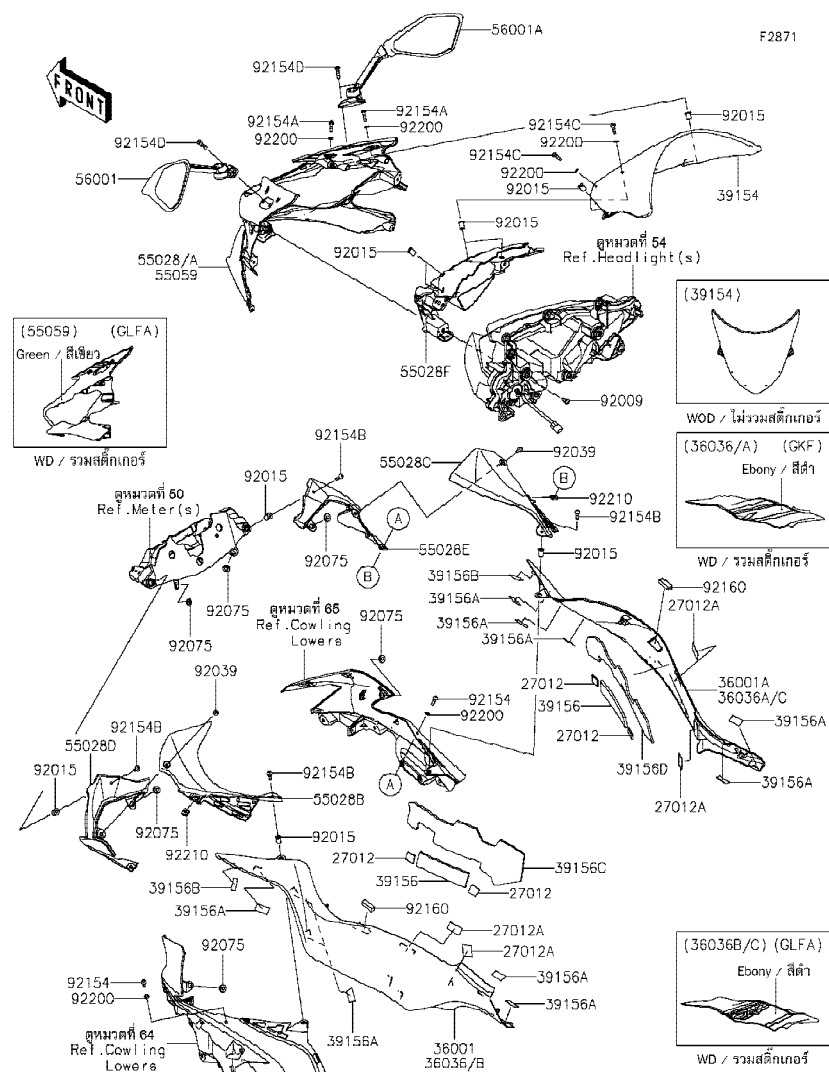 56001A
F2871
FRONT
92154D
92154A
92154A
92154C
92015
92200
92200
92200
92154D
92154C
92200
56001
92015
39154
92015
ดูหมวดที่ 54
92015
Ref.Headlight(s)
55028/A
55059
(39154)
(55059) (GLFA)
Green / สีเขียว
55028F
92009
WOD / ไม่รวมสติ๊กเกอร์
92154B
92039
WD / รวมสติ๊กเกอร์
55028C
(36036/A) (GKF)
Ebony / สีดำ
92015
B
ดูหมวดที่ 50
92210
Ref.Meter(s)
A
92154B
55028E
92075
92015
WD / รวมสติ๊กเกอร์
B
39156B
92160
92075
ดูหมวดที่ 65
92075
39156A
27012A
Ref.Cowling
Lowers
39156A
92075
39156A
92039
27012
36001A
92154
36036A/C
39156
92200
39156A
92154B
55028D
27012
92015
39156D
39156A
92154B
A
27012A
55028B
92075
92015
92210
27012
39156C
39156B
39156
27012
39156A
92160
27012A
(36036B/C) (GLFA)
92075
27012A
Ebony / สีดำ
92154
39156A
92200
39156A
ดูหมวดที่ 64
39156A
36001
Ref.Cowling
36036/B
Lowers
WD / รวมสติ๊กเกอร์